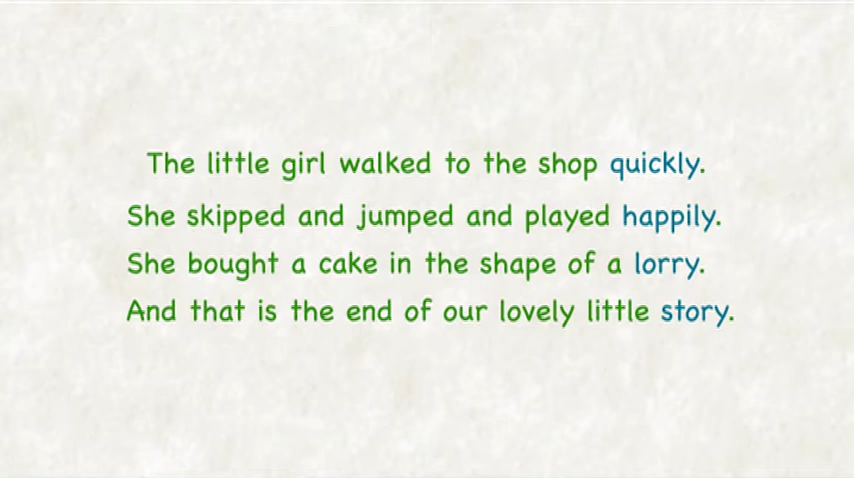 The little girl walked to the shop quickly.
She skipped and jumped and played happily.
She bought a cake in the shape of a lorry.
And that is the end of our lovely little story.